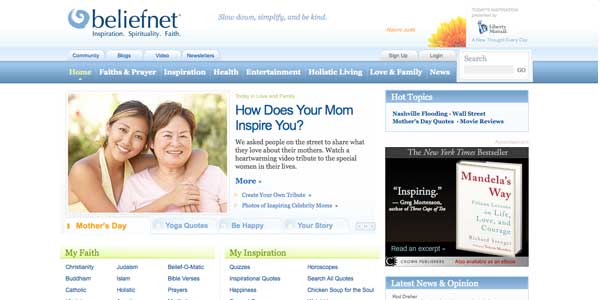 beliefnet
Inspiration. Spirituality. Faith.
Slow down, simplify, and be kind.
TODAY'S INSPIRATION
presented by
Liberty
Mutual.
A New Thought Every Day
Community
Blogs
Video
Newsletters
Sign Up
Login
Search
GO
Home
Faiths & Prayer
Inspiration
Health
Entertainment
Holistic Living
Love & Family
News
Today in Love and Family
How Does Your Mom
Inspire You?
We asked people on the street to share what
they love about their mothers. Watch a
heartwarming video tribute to the special
women in their lives.
More »
Create Your Own Tribute »
Photos of Inspiring Celebrity Moms »
Mother's Day
Yoga Quotes
Be Happy
Your Story
Hot Topics
Nashville Flooding • Wall Street
Mother's Day Quotes • Movie Reviews
The New York Times Bestseller
"Inspiring."
— Greg Mortenson,
author of Three Cups of Tea
Read an excerpt ▸
CROWN PUBLISHERS
Also available as an eBook
Mandela's
Way
Fifteen Lessons
on Life,
Love, and
Courage
Richard Stengel
My Faith
Christianity
Judaism
Belief-O-Matic
Buddhism
Islam
Bible
Catholic
Holistic
Prayers
My Inspiration
Quizzes
Horoscopes
Inspirational Quotes
Search All Quotes
Happiness
Chicken Soup for the Soul
Latest News & Opinion
Rod Dreher